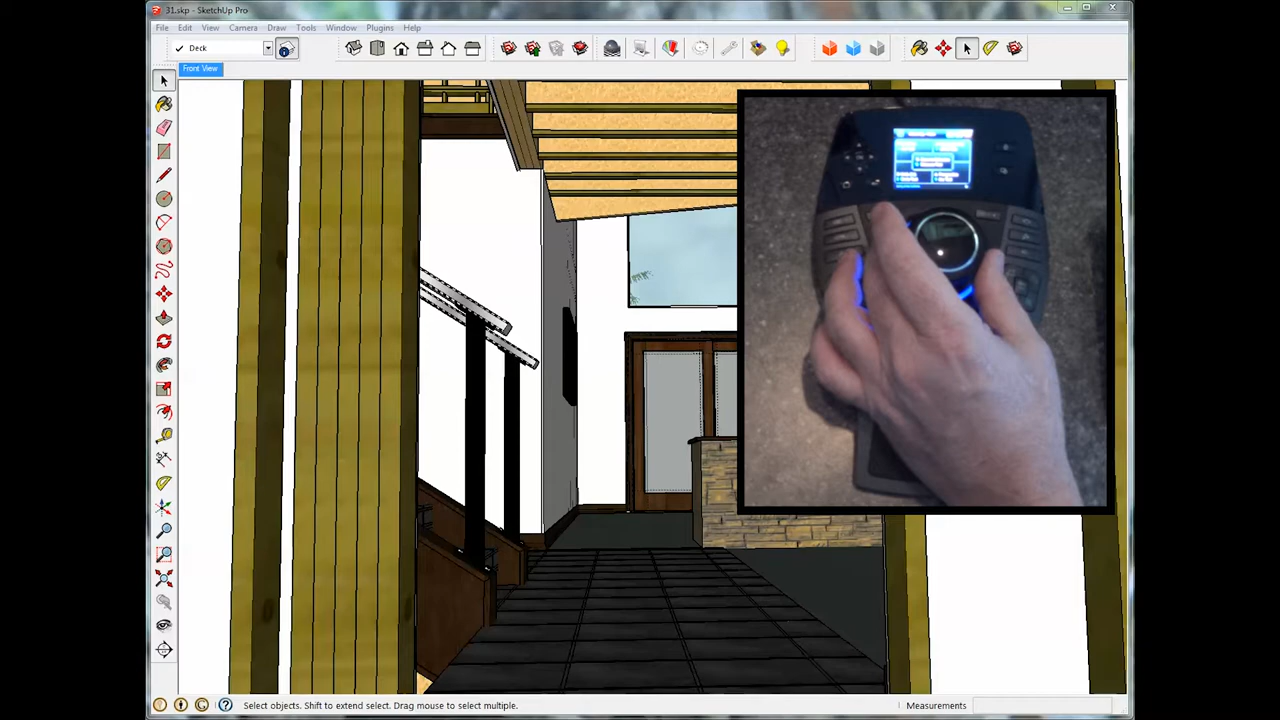 31.skp - SketchUp Pro
File Edit View Camera Draw Tools Window Plugins Help
Deck
Front View
Select objects. Shift to extend select. Drag mouse to select multiple.
Measurements